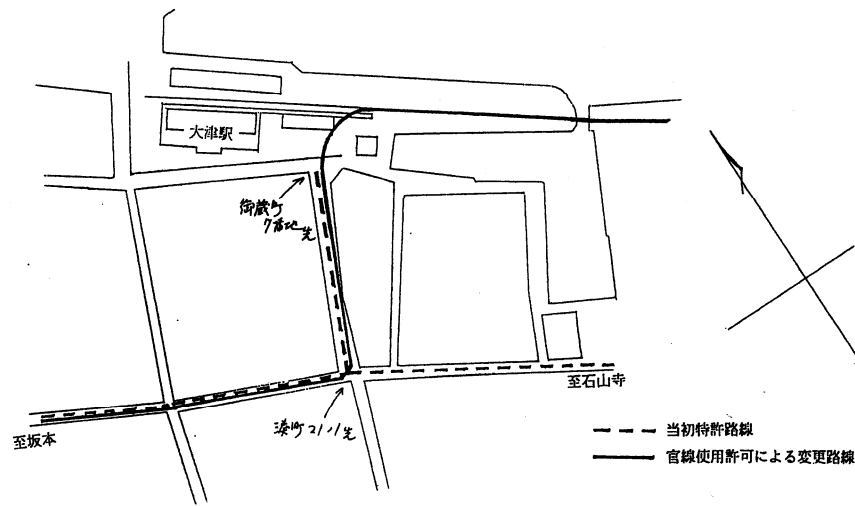 大津駅
御蔵町
7番地先
湊町21ノ1先
至石山寺
至坂本
当初特許路線
官線使用許可による変更路線